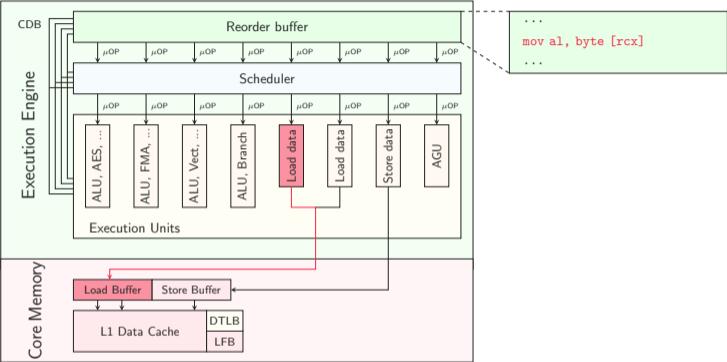 CDB
Reorder buffer
...
mov al, byte [rcx]
...
μOP μOP μOP μOP μOP μOP μOP μOP
Scheduler
μOP μOP μOP μOP μOP μOP μOP μOP
Execution Engine
ALU, AES, ...
ALU, FMA, ...
ALU, Vect, ...
ALU, Branch
Load data
Load data
Store data
AGU
Execution Units
Core Memory
Load Buffer
Store Buffer
L1 Data Cache
DTLB
LFB